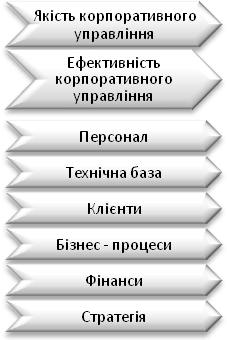 Якість корпоративного
управління
Ефективність
корпоративного
управління
Персонал
Технічна база
Клієнти
Бізнес - процеси
Фінанси
Стратегія